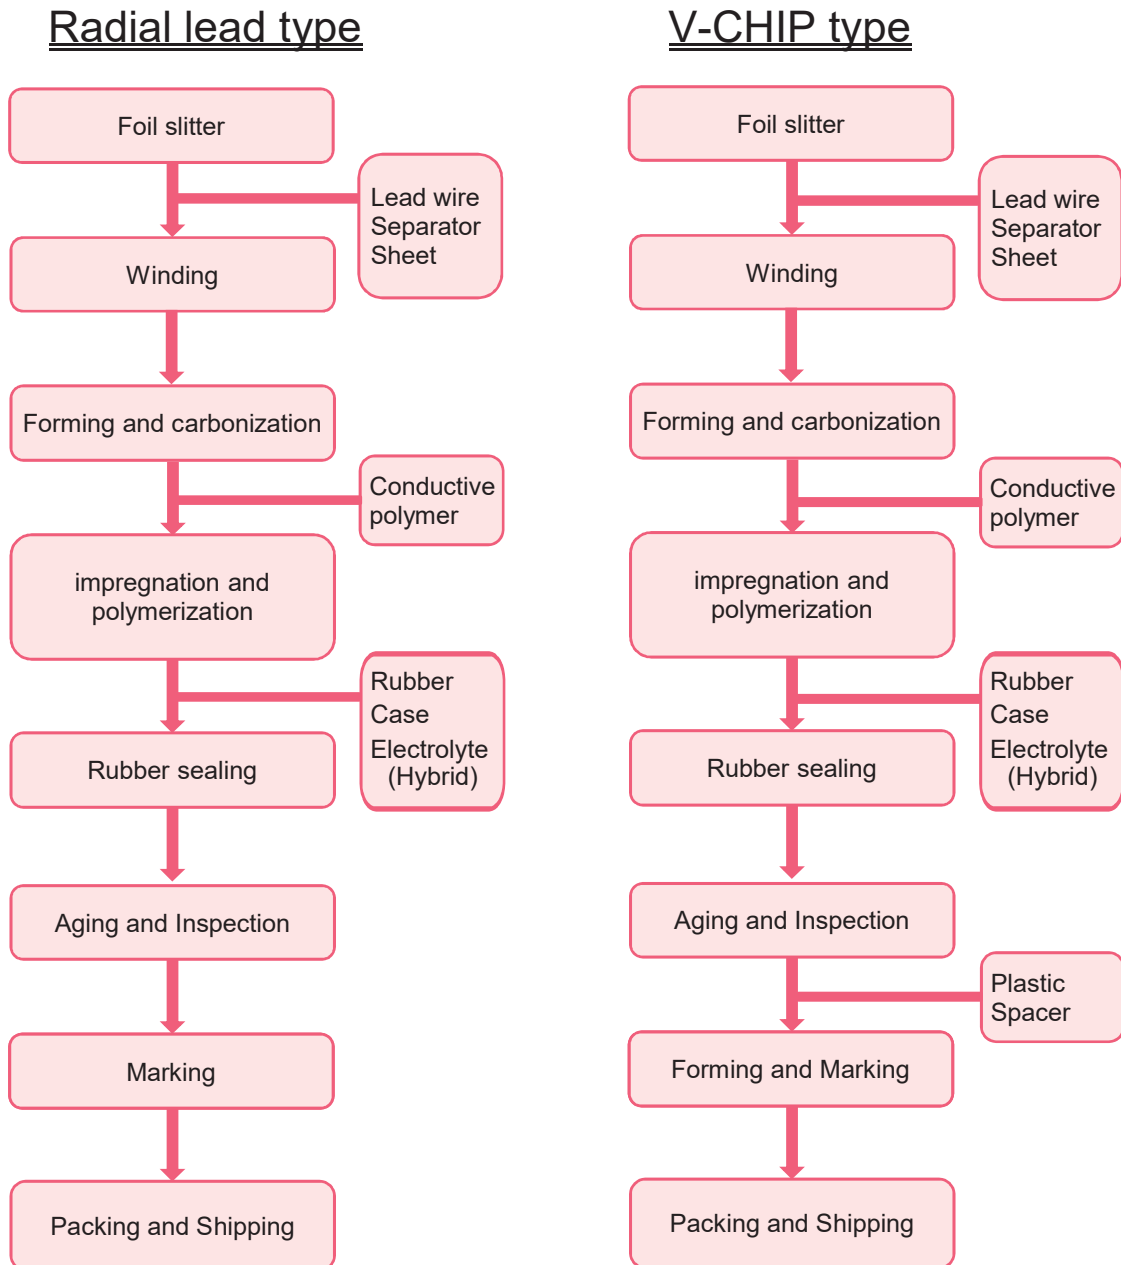 Radial lead type
Foil slitter
Lead wire
Separator
Sheet
Winding
Forming and carbonization
Conductive
polymer
impregnation and
polymerization
Rubber
Case
Electrolyte
(Hybrid)
Rubber sealing
Aging and Inspection
Marking
Packing and Shipping
V-CHIP type
Foil slitter
Lead wire
Separator
Sheet
Winding
Forming and carbonization
Conductive
polymer
impregnation and
polymerization
Rubber
Case
Electrolyte
(Hybrid)
Rubber sealing
Aging and Inspection
Plastic
Spacer
Forming and Marking
Packing and Shipping